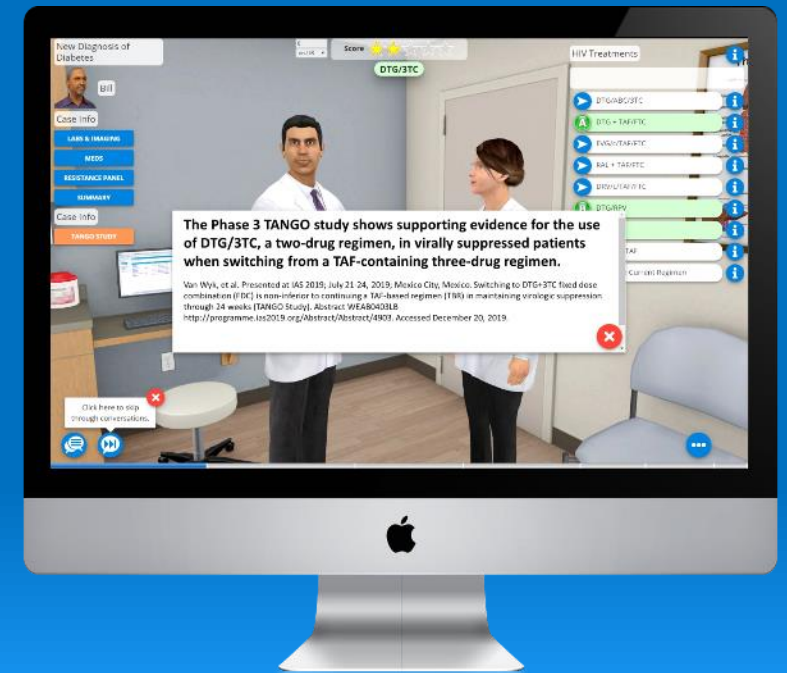 New Diagnosis of
Diabetes
Bill
Case Info
LABS & IMAGING
MEDS
RESISTANCE PANEL
SUMMARY
Case Info
TANGO STUDY
Score
DTG/3TC
HIV Treatments
DTG/ABC/3TC
A DTG + TAF/FTC
EVG/c/TAF/FTC
RAL + TAF/FTC
DRV/c/TAF/FTC
B DTG/RPV
/TAF
Current Regimen
The Phase 3 TANGO study shows supporting evidence for the use
of DTG/3TC, a two-drug regimen, in virally suppressed patients
when switching from a TAF-containing three-drug regimen.
Van Wyk, et al. Presented at IAS 2019; July 21-24, 2019; Mexico City, Mexico. Switching to DTG+3TC fixed dose
combination (FDC) is non-inferior to continuing a TAF-based regimen (TBR) in maintaining virologic suppression
through 24 weeks (TANGO Study). Abstract WEAB0403LB
http://programme.ias2019.org/Abstract/Abstract/4903. Accessed December 20, 2019.
Click here to skip
through conversations.